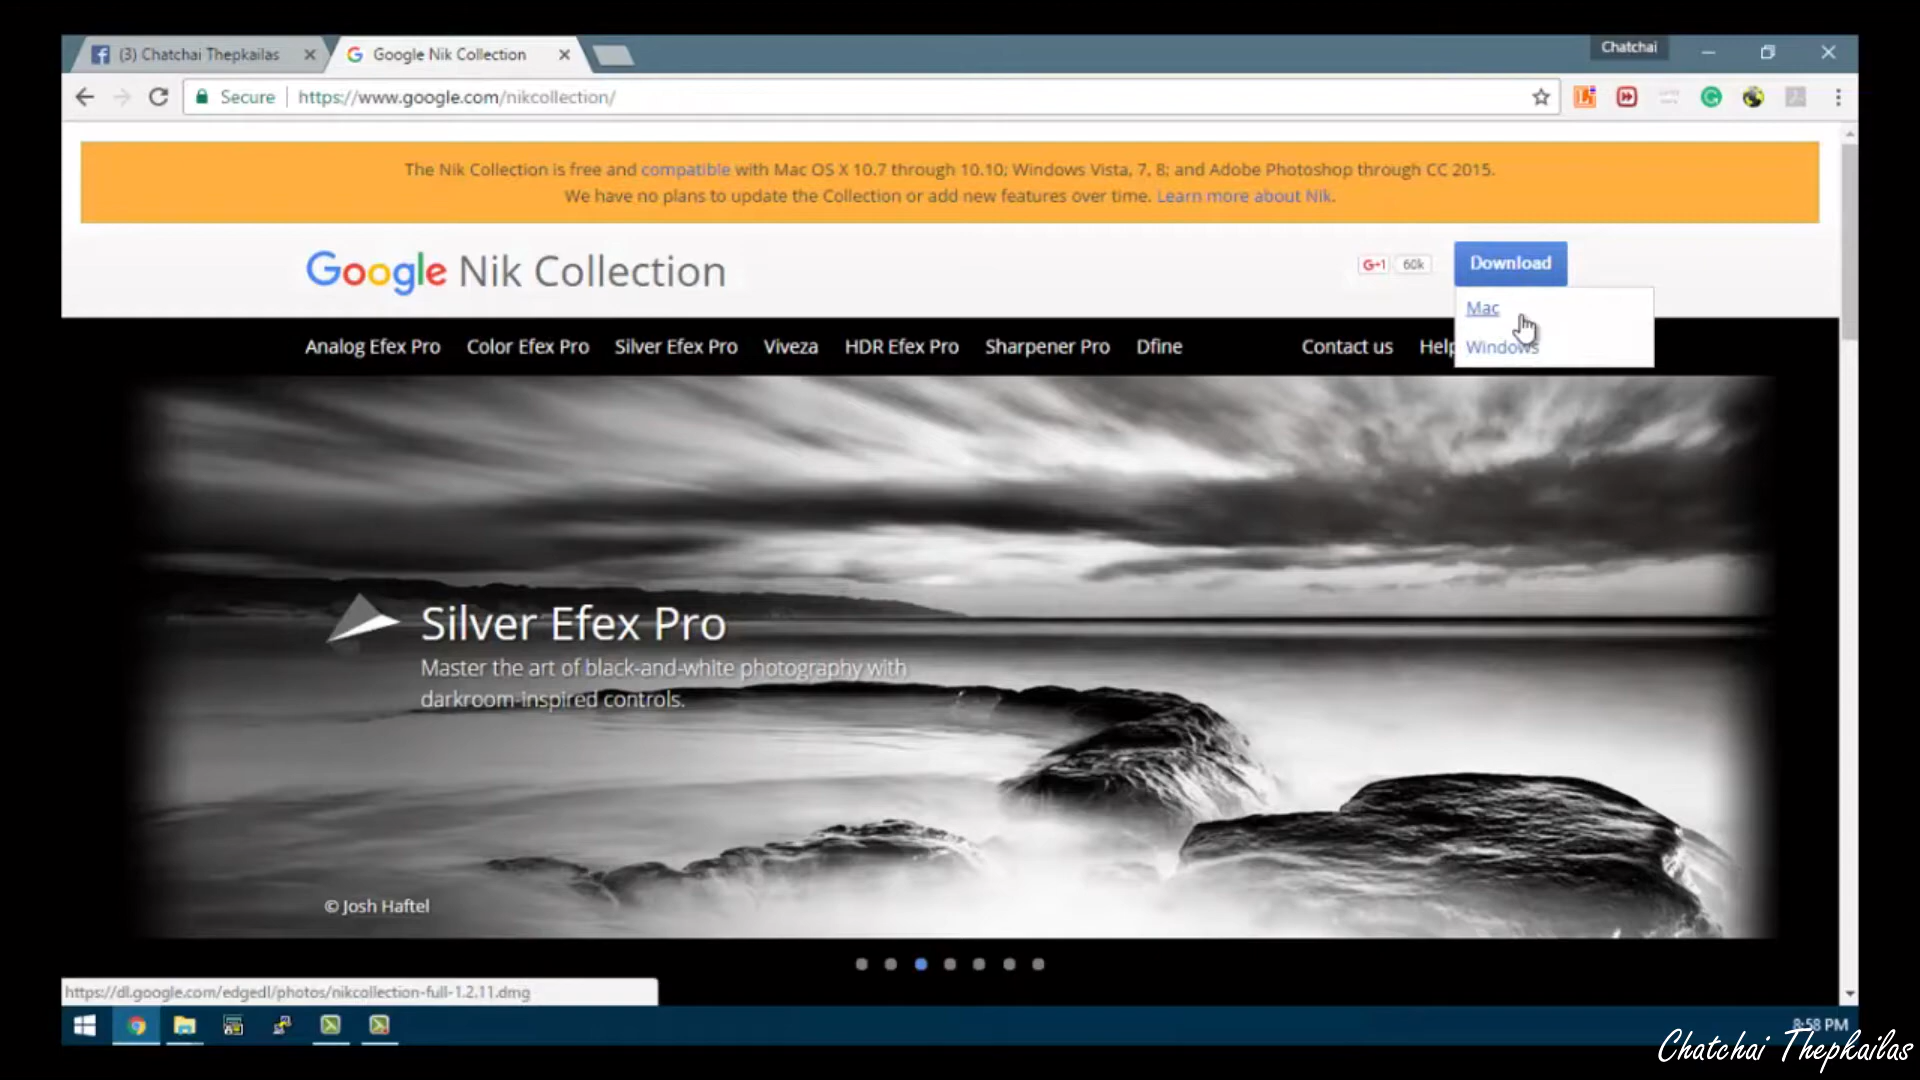 (3) Chatchai Thepkailas
Google Nik Collection
Chatchai
Secure
https://www.google.com/nikcollection/
The Nik Collection is free and compatible with Mac OS X 10.7 through 10.10; Windows Vista, 7, 8; and Adobe Photoshop through CC 2015.
We have no plans to update the Collection or add new features over time. Learn more about Nik.
Google Nik Collection
G+1 60k
Download
Mac
Windows
Analog Efex Pro Color Efex Pro Silver Efex Pro Viveza HDR Efex Pro Sharpener Pro Dfine Contact us Help
Silver Efex Pro
Master the art of black-and-white photography with
darkroom-inspired controls.
© Josh Haftel
https://dl.google.com/edgedl/photos/nikcollection-full-1.2.11.dmg
8:58 PM
Chatchai Thepkailas